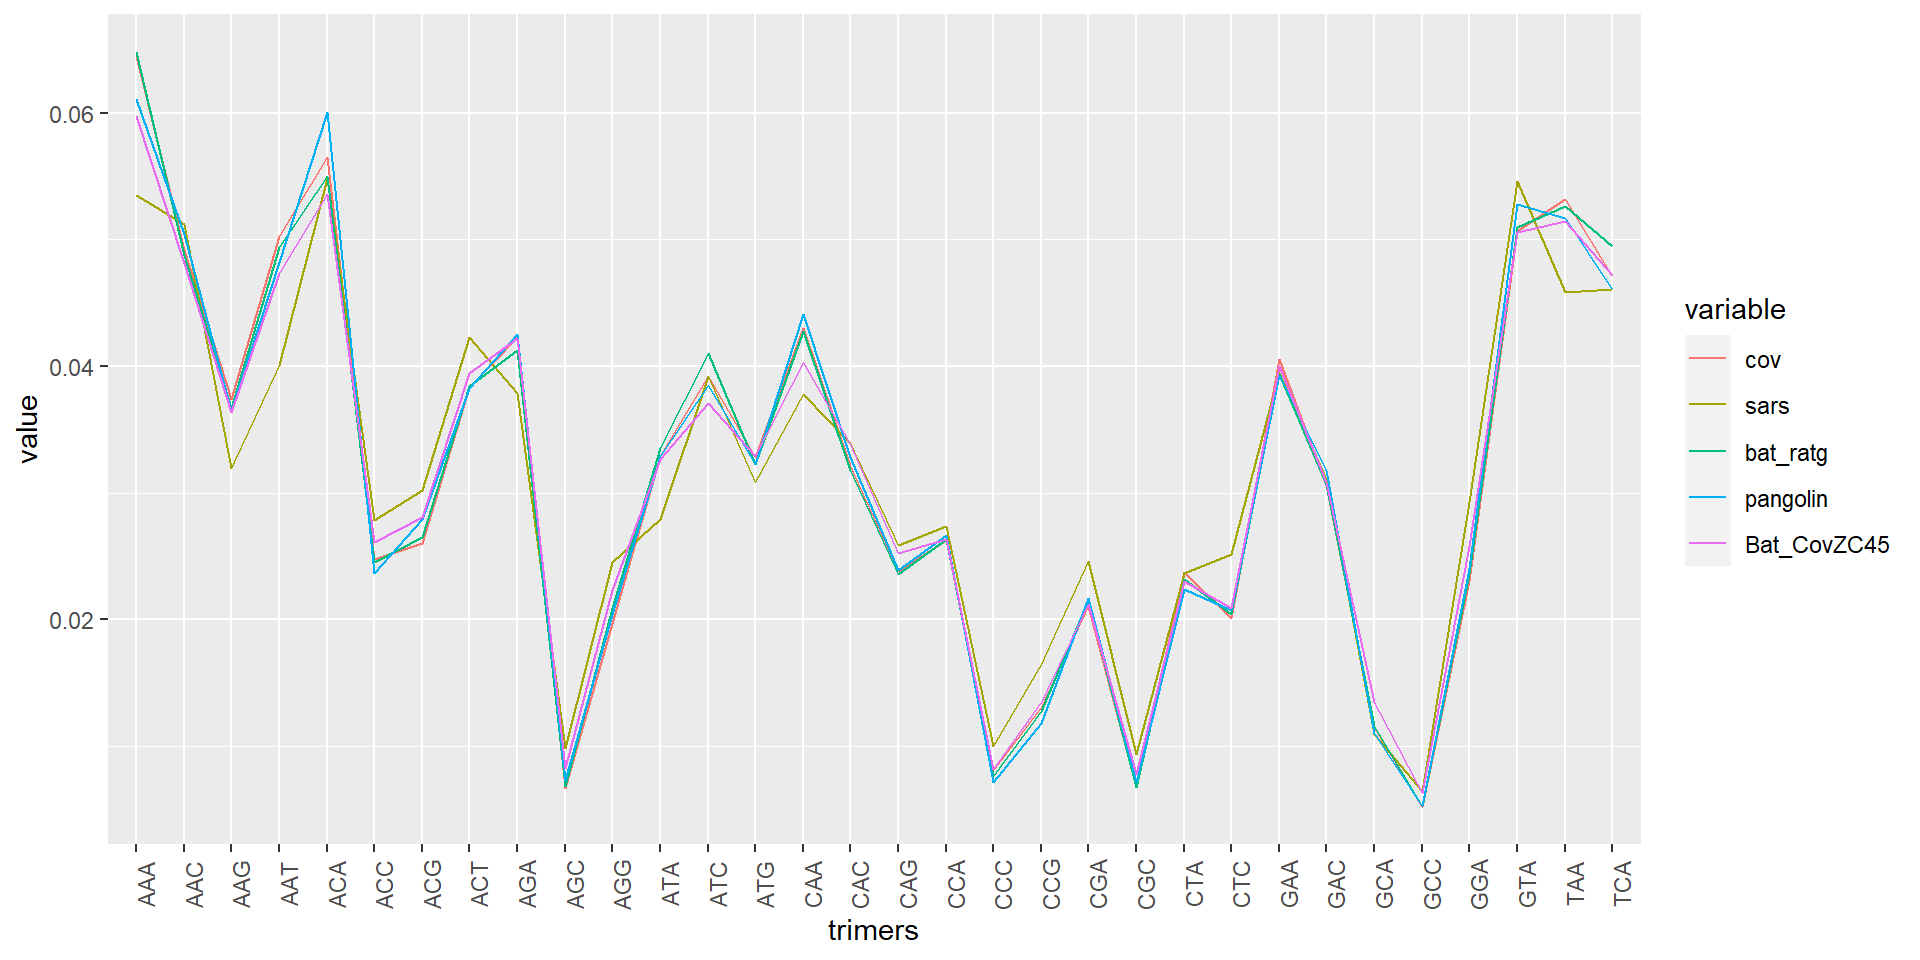 0.06
0.04
0.02
value
AAA
AAC
AAG
AAT
ACA
ACC
ACG
ACT
AGA
AGC
AGG
ATA
ATC
ATG
CAA
CAC
CAG
CCA
CCC
CCG
CGA
CGC
CTA
CTC
GAA
GAC
GCA
GCC
GGA
GTA
TAA
TCA
trimers
variable
cov
sars
bat_ratg
pangolin
Bat_CovZC45